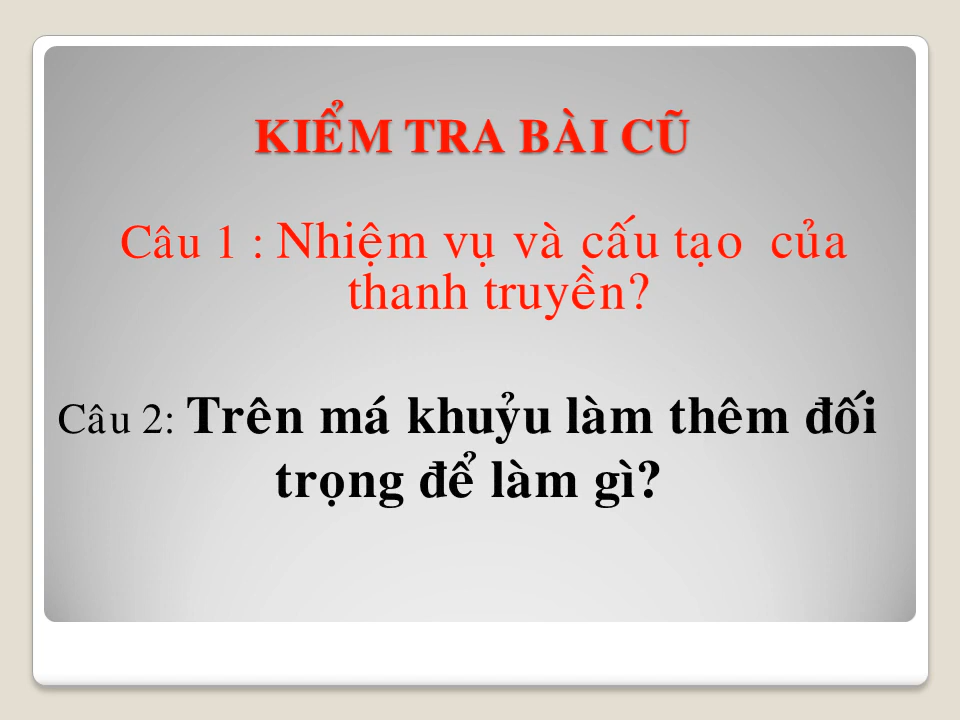 KIỂM TRA BÀI CŨ
Câu 1 : Nhiệm vụ và cấu tạo của
thanh truyền?
Câu 2: Trên má khuỷu làm thêm đối
trọng để làm gì?